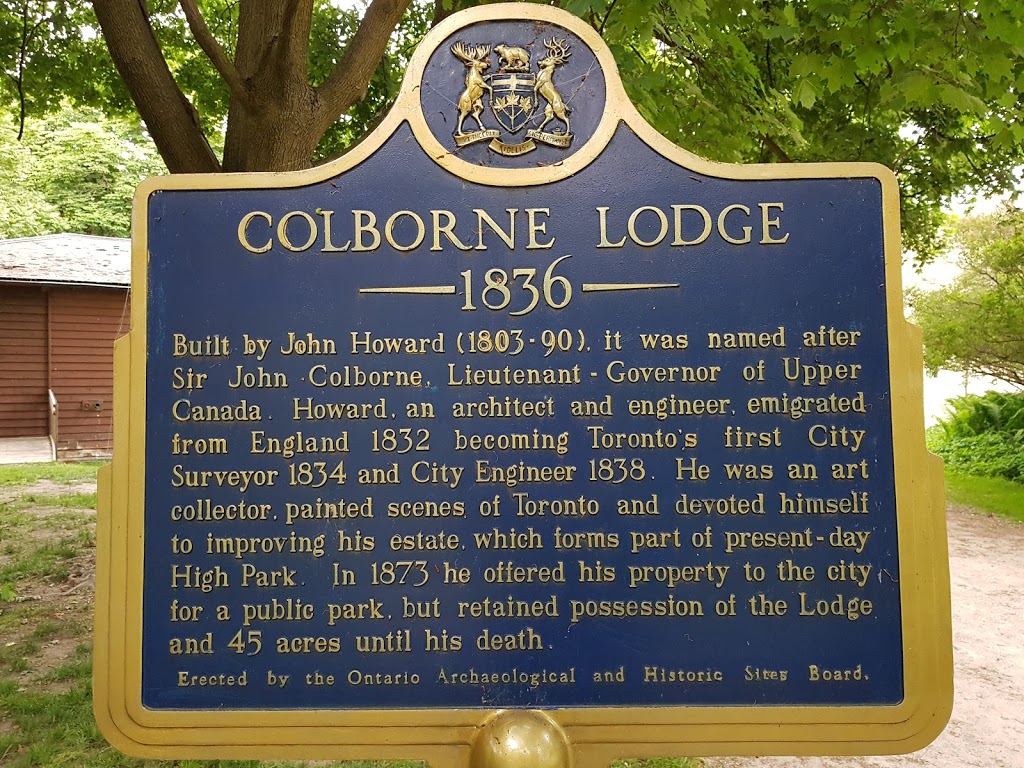 COLBORNE LODGE
1836
Built by John Howard (1803-90), it was named after
Sir John Colborne, Lieutenant-Governor of Upper
Canada. Howard, an architect and engineer, emigrated
from England 1832 becoming Toronto's first City
Surveyor 1834 and City Engineer 1838. He was an art
collector, painted scenes of Toronto and devoted himself
to improving his estate, which forms part of present-day
High Park. In 1873 he offered his property to the city
for a public park, but retained possession of the Lodge
and 45 acres until his death.
Erected by the Ontario Archaeological and Historic Sites Board.